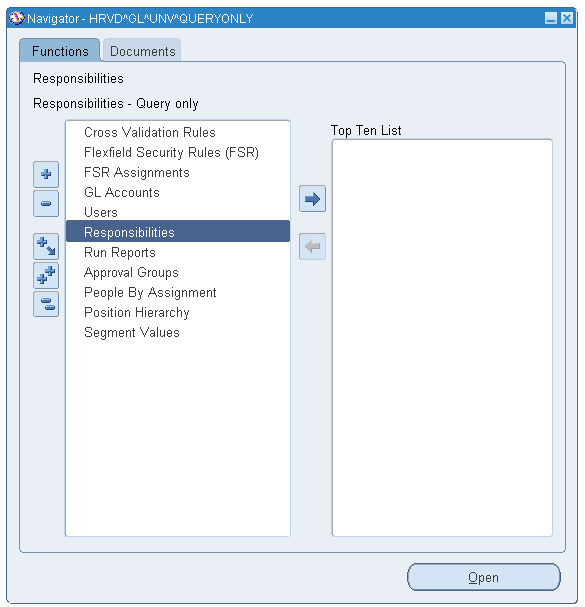 Navigator - HRVD^GL^UNV^QUERYONLY
Functions
Documents
Responsibilities
Responsibilities - Query only
Cross Validation Rules
Flexfield Security Rules (FSR)
FSR Assignments
GL Accounts
Users
Responsibilities
Run Reports
Approval Groups
People By Assignment
Position Hierarchy
Segment Values
Top Ten List
Open